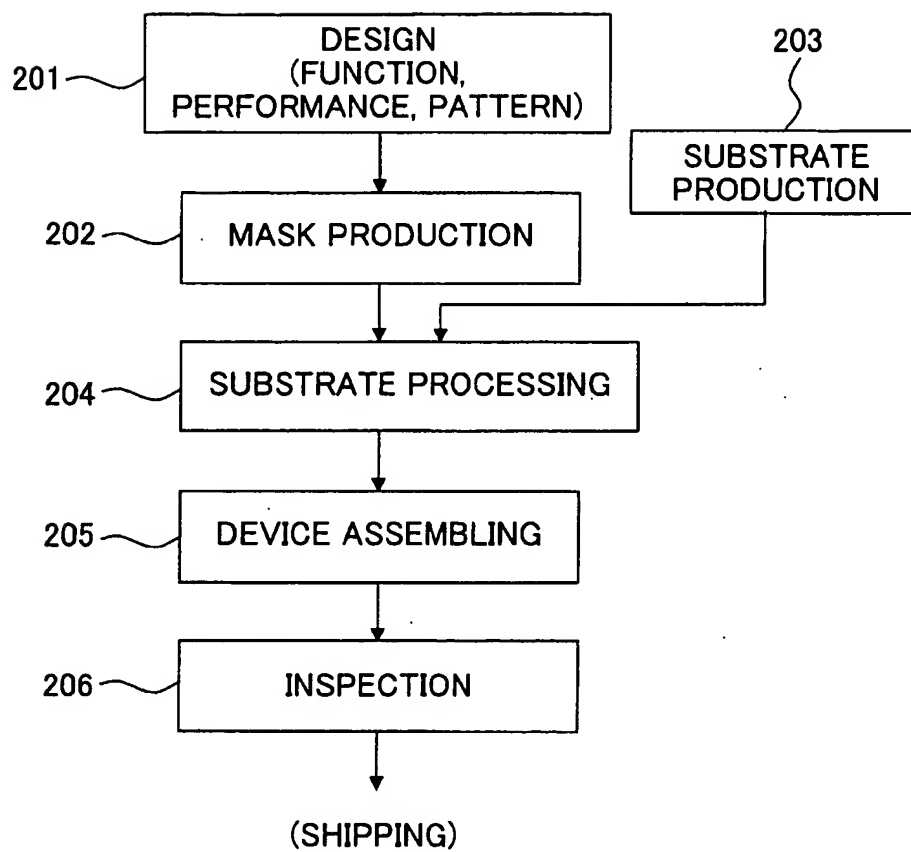 201
DESIGN
(FUNCTION,
PERFORMANCE, PATTERN)
203
SUBSTRATE
PRODUCTION
202
MASK PRODUCTION
204
SUBSTRATE PROCESSING
205
DEVICE ASSEMBLING
206
INSPECTION
(SHIPPING)